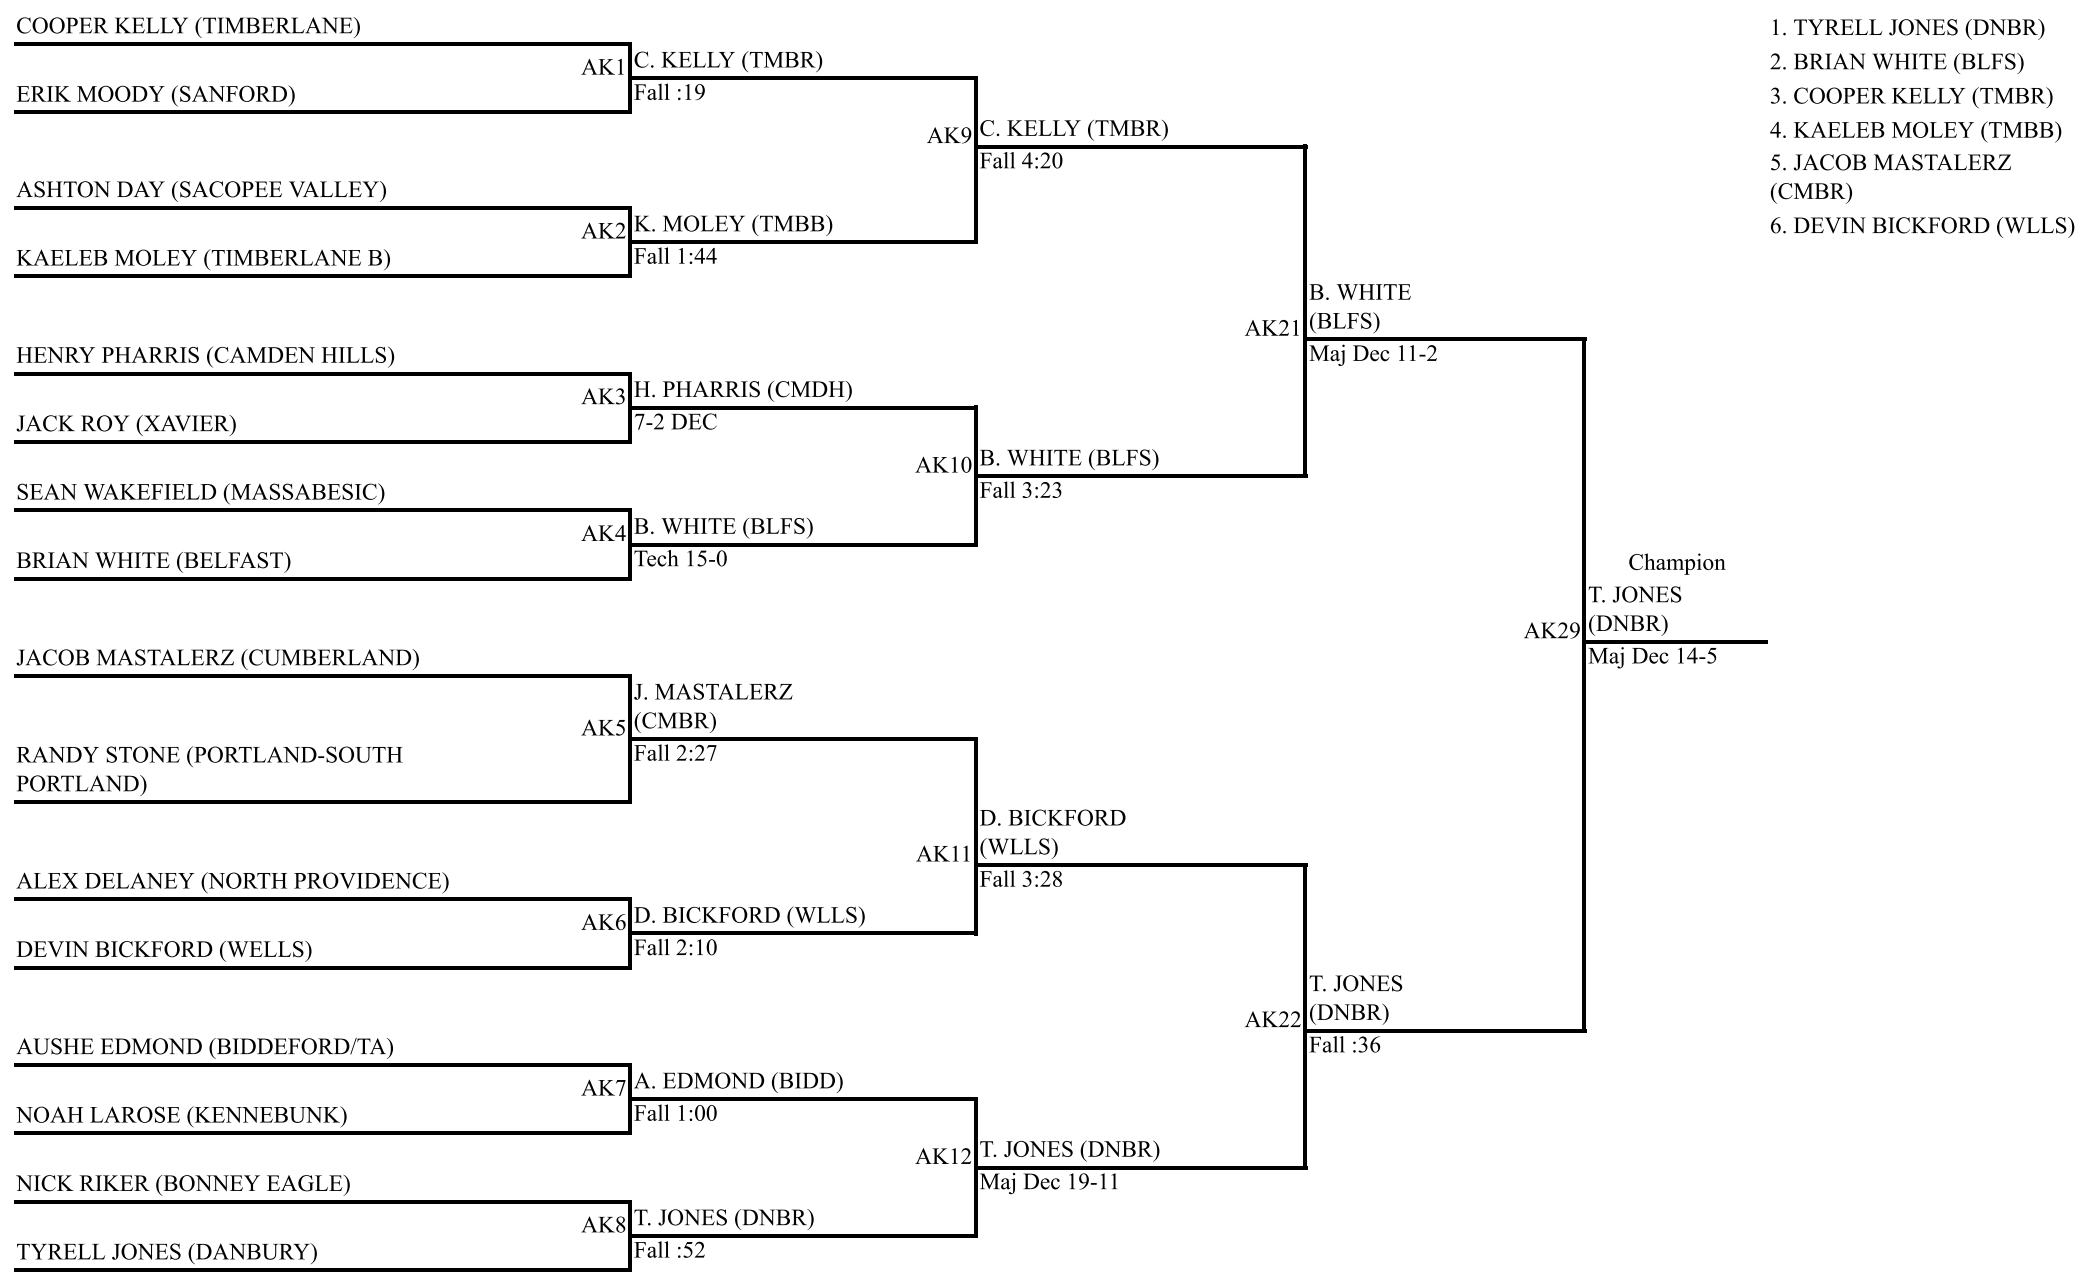 COOPER KELLY (TIMBERLANE)
AK1
C. KELLY (TMBR)
Fall :19
ERIK MOODY (SANFORD)
AK9
C. KELLY (TMBR)
Fall 4:20
ASHTON DAY (SACOPEE VALLEY)
AK2
K. MOLEY (TMBB)
Fall 1:44
KAELEB MOLEY (TIMBERLANE B)
AK21
B. WHITE
(BLFS)
Maj Dec 11-2
HENRY PHARRIS (CAMDEN HILLS)
AK3
H. PHARRIS (CMDH)
7-2 DEC
JACK ROY (XAVIER)
AK10
B. WHITE (BLFS)
Fall 3:23
SEAN WAKEFIELD (MASSABESIC)
AK4
B. WHITE (BLFS)
Tech 15-0
BRIAN WHITE (BELFAST)
Champion
AK29
T. JONES
(DNBR)
Maj Dec 14-5
JACOB MASTALERZ (CUMBERLAND)
AK5
J. MASTALERZ
(CMBR)
Fall 2:27
RANDY STONE (PORTLAND-SOUTH
PORTLAND)
AK11
D. BICKFORD
(WLLS)
Fall 3:28
ALEX DELANEY (NORTH PROVIDENCE)
AK6
D. BICKFORD (WLLS)
Fall 2:10
DEVIN BICKFORD (WELLS)
AK22
T. JONES
(DNBR)
Fall :36
AUSHE EDMOND (BIDDEFORD/TA)
AK7
A. EDMOND (BIDD)
Fall 1:00
NOAH LAROSE (KENNEBUNK)
AK12
T. JONES (DNBR)
Maj Dec 19-11
NICK RIKER (BONNEY EAGLE)
AK8
T. JONES (DNBR)
Fall :52
TYRELL JONES (DANBURY)
1. TYRELL JONES (DNBR)
2. BRIAN WHITE (BLFS)
3. COOPER KELLY (TMBR)
4. KAELEB MOLEY (TMBB)
5. JACOB MASTALERZ
(CMBR)
6. DEVIN BICKFORD (WLLS)